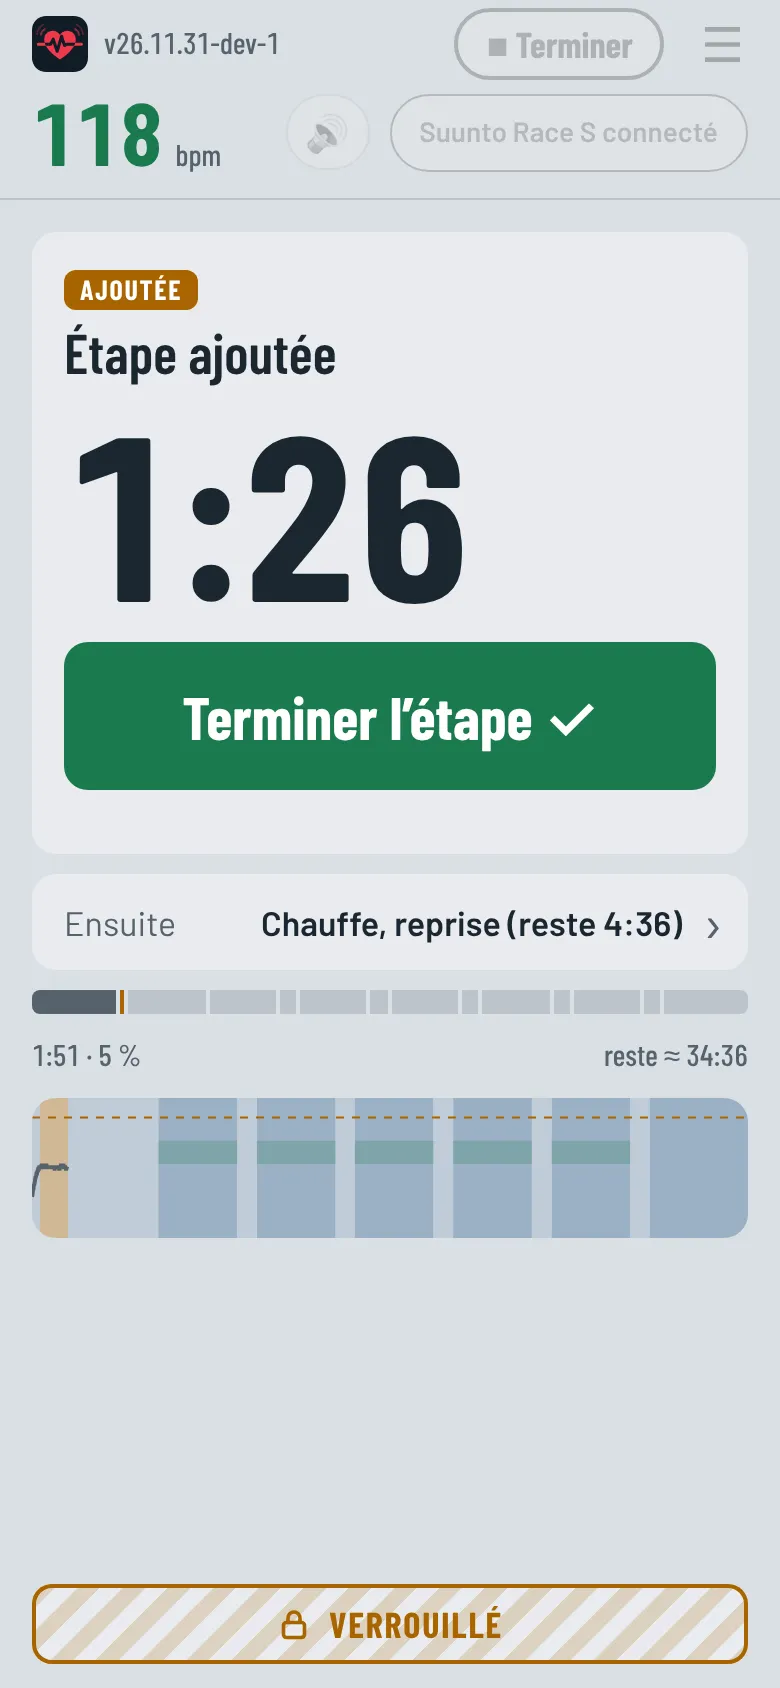 v26.11.31-dev-1
■ Terminer
118 bpm
Suunto Race S connecté
AJOUTÉE
Étape ajoutée
1:26
Terminer l’étape ✓
Ensuite
Chauffe, reprise (reste 4:36) ›
1:51 · 5 %
reste ≈ 34:36
VERROUILLÉ